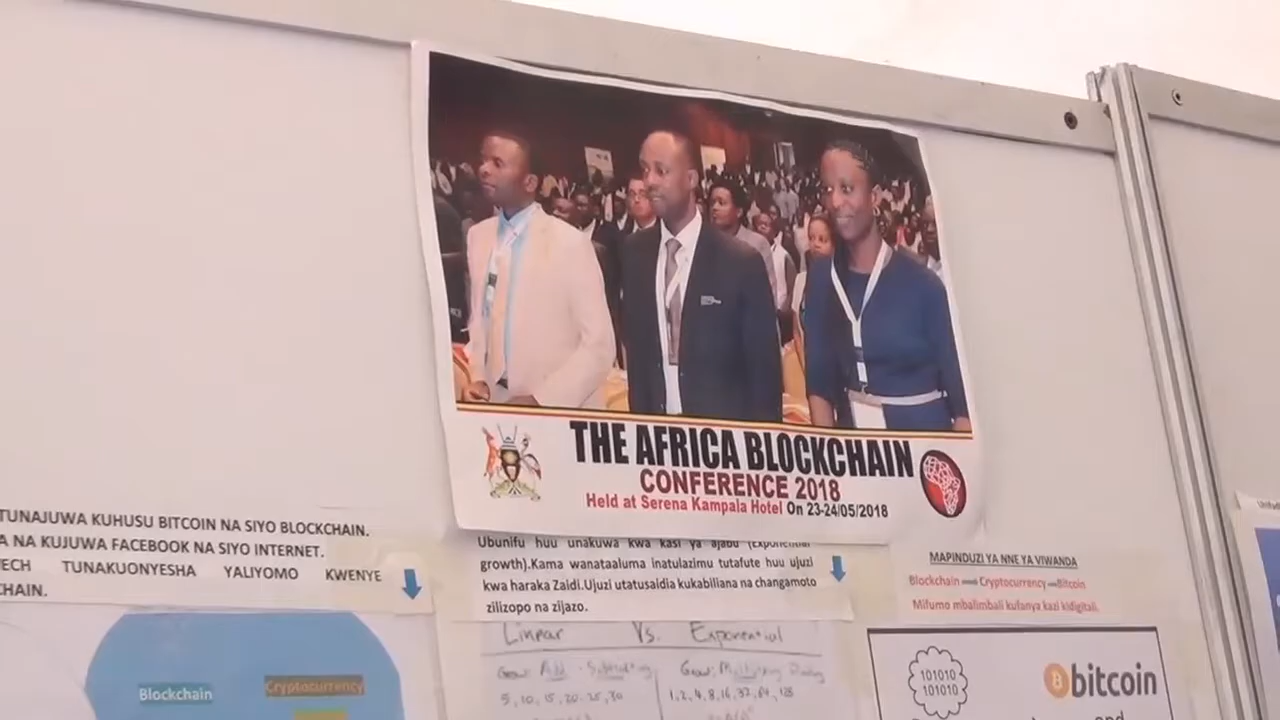 THE AFRICA BLOCKCHAIN
CONFERENCE 2018
Held at Serena Kampala Hotel On 23-24/05/2018
TUNAJUWA KUHUSU BITCOIN NA SIYO BLOCKCHAIN.
A NA KUJUWA FACEBOOK NA SIYO INTERNET.
TECH TUNAKUONYESHA YALIYOMO KWENYE
CHAIN.
Blockchain
Cryptocurrency
Ubunifu huu unakuwa kwa kasi ya ajabu (Exponential
growth).Kama wanataaluma inatulazimu tutafute huu ujuzi
kwa haraka Zaidi.Ujuzi utatusaidia kukabiliana na changamoto
zilizopo na zijazo.
Linear Vs. Exponential
5, 10, 15, 20, 25, 30
1, 2, 4, 8, 16, 32, 64, 128
MAPINDUZI YA NNE YA VIWANDA
Blockchain Cryptocurrency Bitcoin
Mifumo mbalimbali kufanya kazi kidigitali.
101010
101010
bitcoin
and